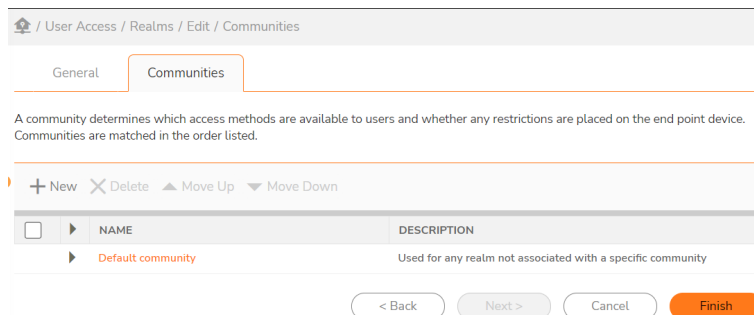 / User Access / Realms / Edit / Communities
General Communities
A community determines which access methods are available to users and whether any restrictions are placed on the end point device.
Communities are matched in the order listed.
New Delete Move Up Move Down
NAME DESCRIPTION
Default community Used for any realm not associated with a specific community
< Back Next > Cancel Finish